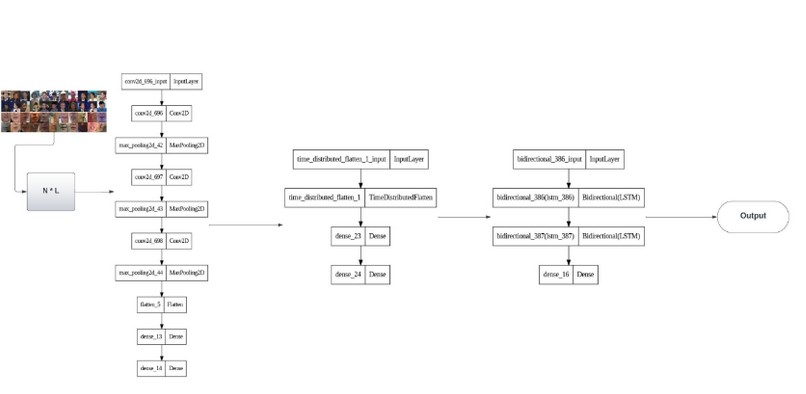 N * L
conv2d_696_input InputLayer
conv2d_696 Conv2D
max_pooling2d_42 MaxPooling2D
conv2d_697 Conv2D
max_pooling2d_43 MaxPooling2D
conv2d_698 Conv2D
max_pooling2d_44 MaxPooling2D
flatten_5 Flatten
dense_13 Dense
dense_14 Dense
time_distributed_flatten_1_input InputLayer
time_distributed_flatten_1 TimeDistributedFlatten
dense_23 Dense
dense_24 Dense
bidirectional_386_input InputLayer
bidirectional_386(lstm_386) Bidirectional(LSTM)
bidirectional_387(lstm_387) Bidirectional(LSTM)
dense_16 Dense
Output